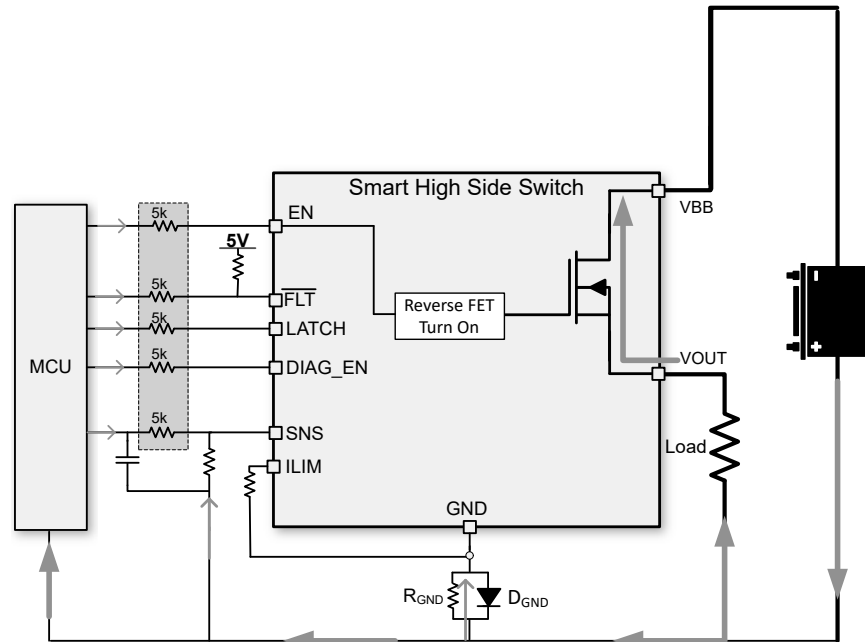 Smart High Side Switch
VBB
5k
EN
5V
5k
FLT
Reverse FET
Turn On
5k
LATCH
VOUT
MCU
5k
DIAG_EN
5k
SNS
Load
ILIM
GND
RGND
DGND
-
+